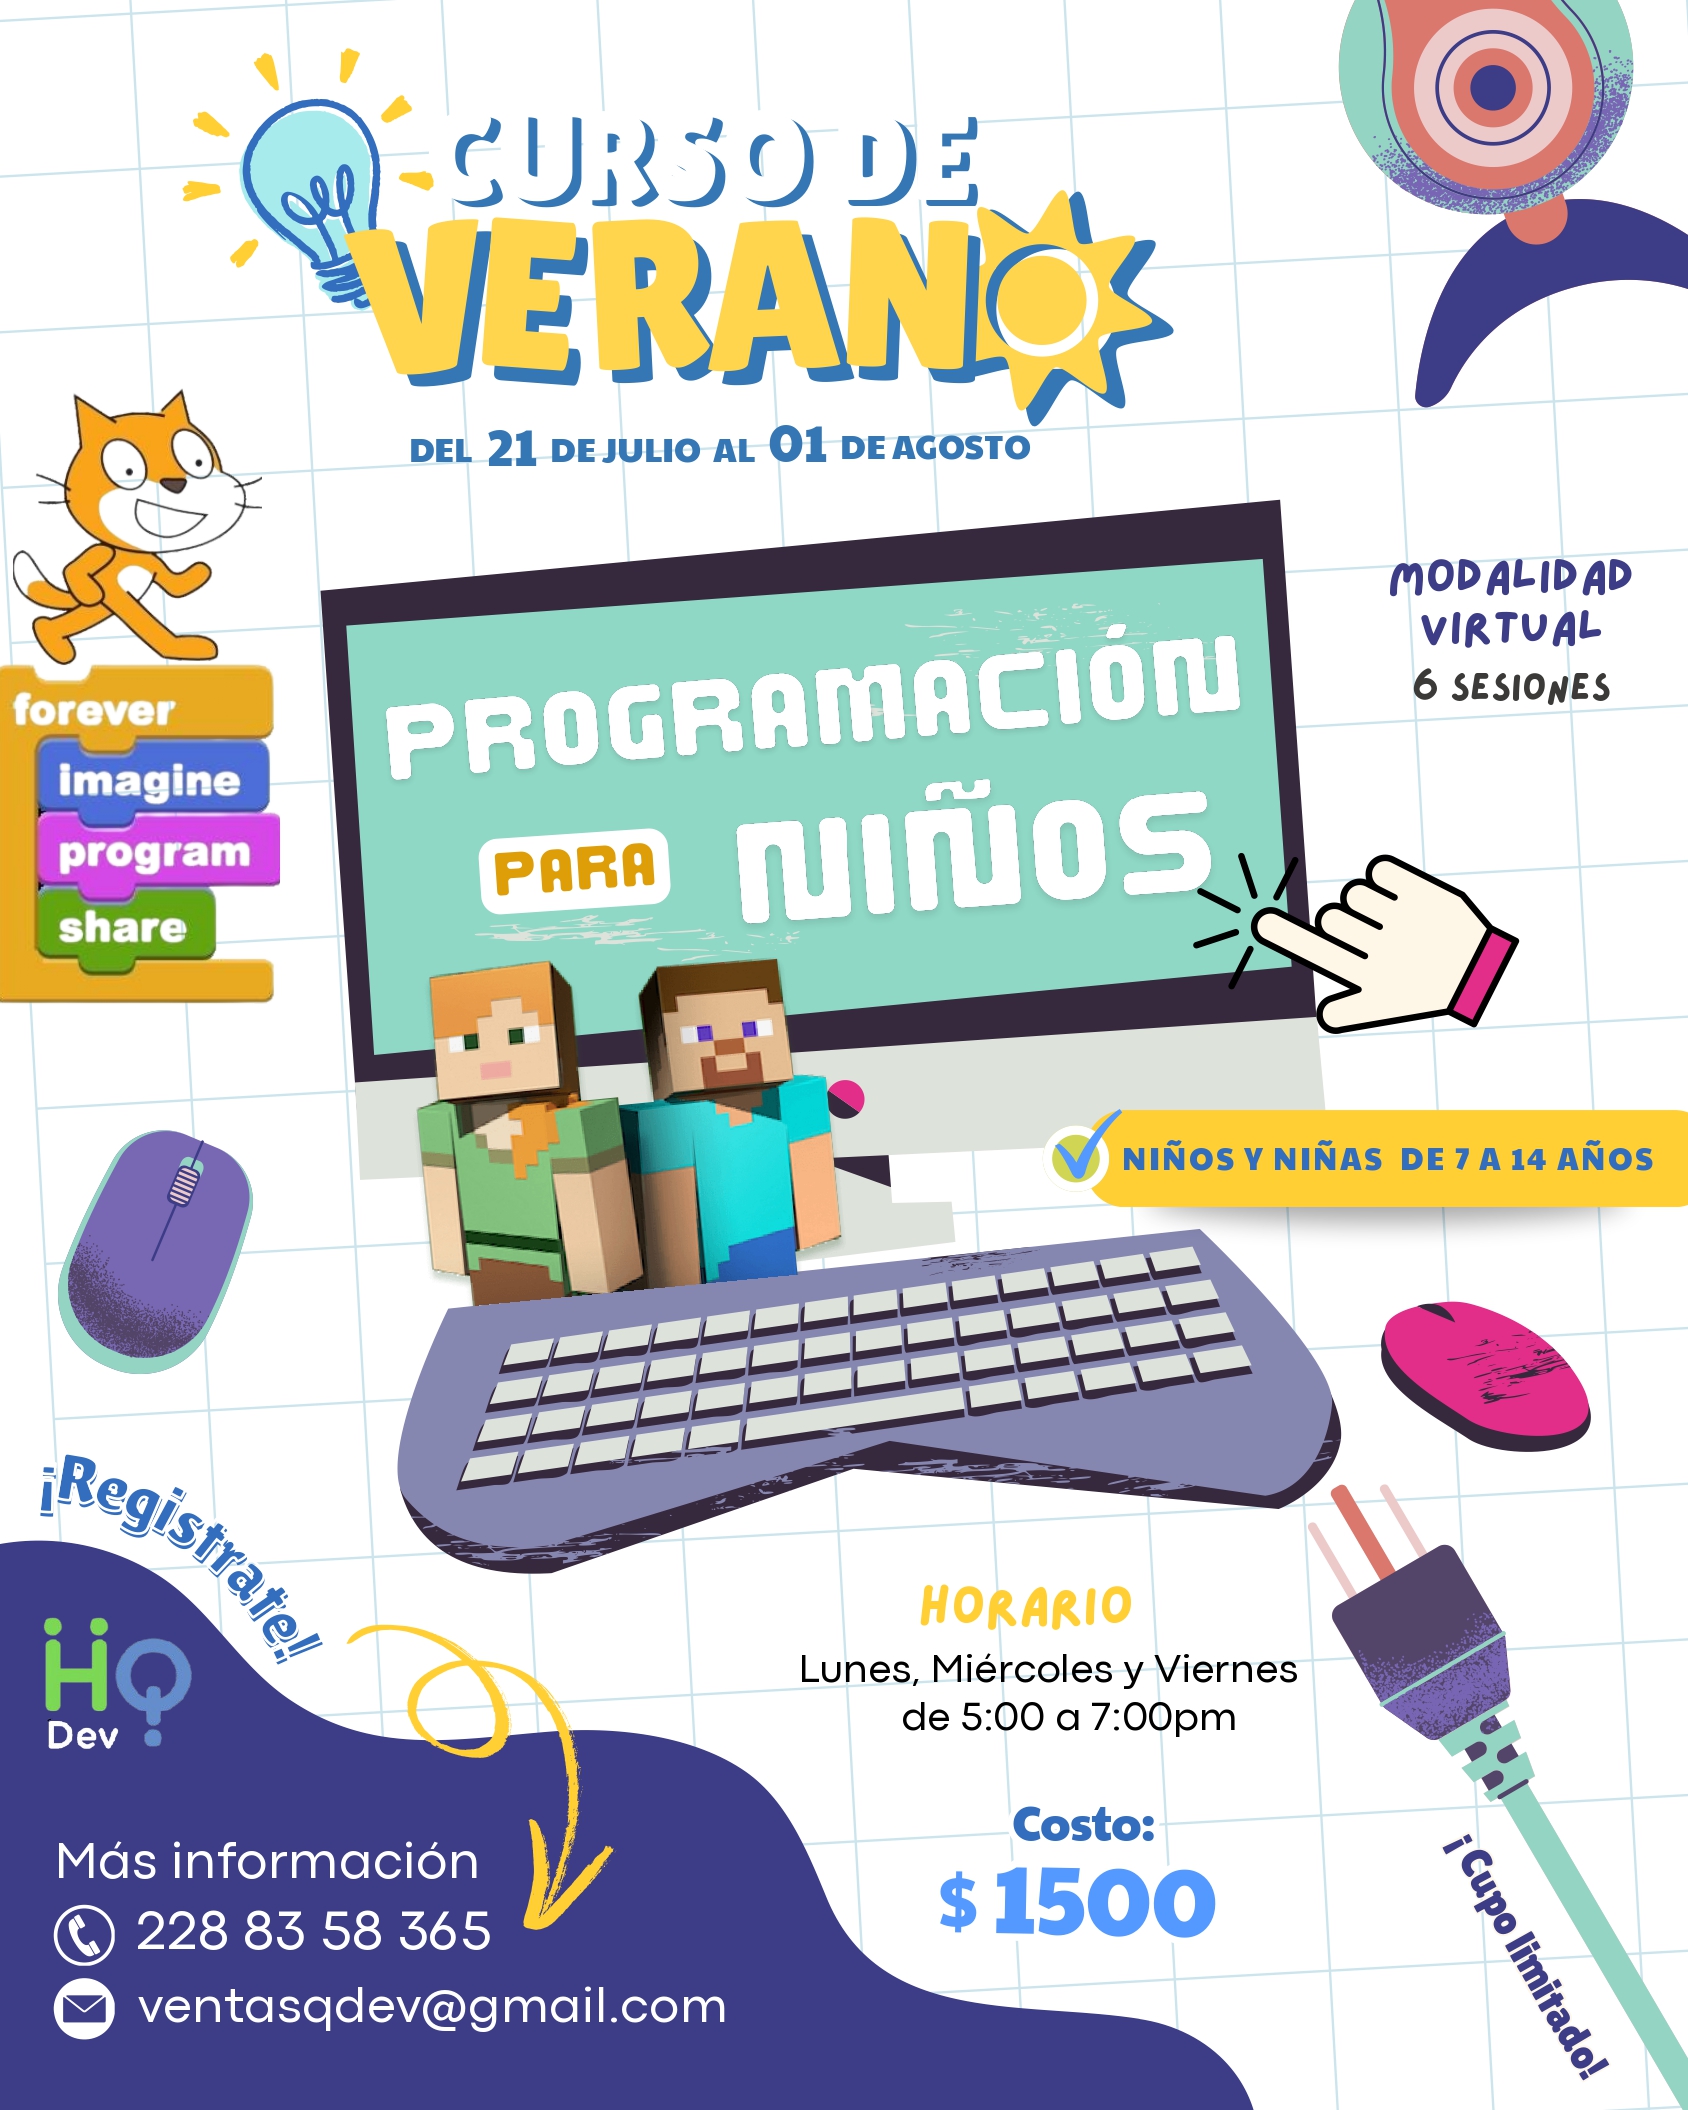 CURSO DE
VERANO
DEL 21 DE JULIO AL 01 DE AGOSTO
MODALIDAD
VIRTUAL
6 SESIONES
PROGRAMACIÓN
PARA NIÑOS
forever
imagine
program
share
NIÑOS Y NIÑAS DE 7 A 14 AÑOS
¡Registrate!
HQ
Dev
HORARIO
Lunes, Miércoles y Viernes
de 5:00 a 7:00pm
Costo:
$1500
¡Cupo limitado!
Más información
228 83 58 365
ventasqdev@gmail.com